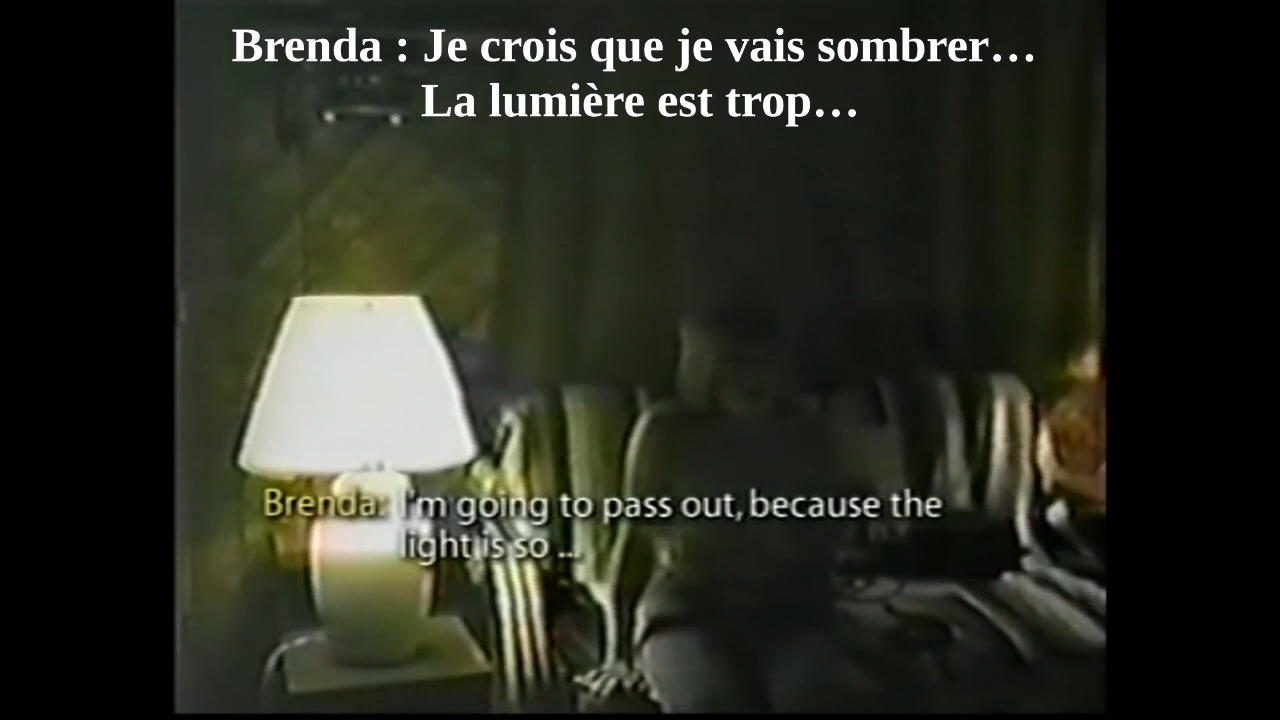 Brenda : Je crois que je vais sombrer…
La lumière est trop…
Brenda: I'm going to pass out, because the
light is so ...